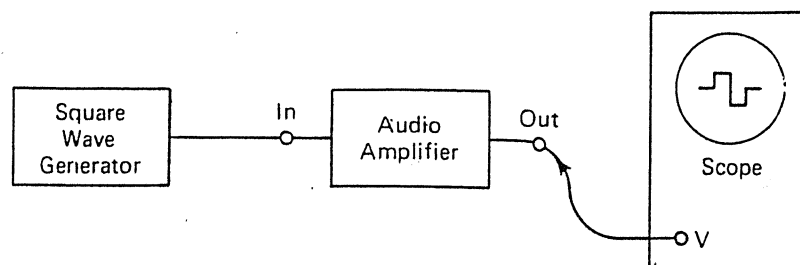 Square
Wave
Generator
In
Audio
Amplifier
Out
Scope
V